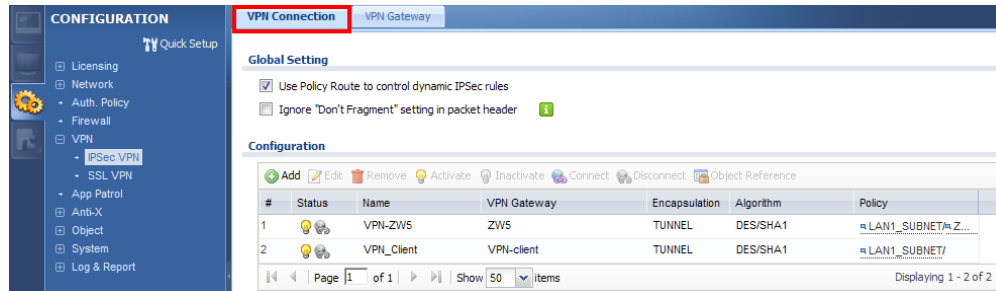 CONFIGURATION
Quick Setup
Licensing
Network
Auth. Policy
Firewall
VPN
IPSec VPN
SSL VPN
App Patrol
Anti-X
Object
System
Log & Report
VPN Connection VPN Gateway
Global Setting
Use Policy Route to control dynamic IPSec rules
Ignore "Don't Fragment" setting in packet header
Configuration
Add Edit Remove Activate Inactivate Connect Disconnect Object Reference
# Status Name VPN Gateway Encapsulation Algorithm Policy
1 VPN-ZW5 ZW5 TUNNEL DES/SHA1 LAN1_SUBNET/ Z...
2 VPN_Client VPN-client TUNNEL DES/SHA1 LAN1_SUBNET/
Page 1 of 1 Show 50 items Displaying 1 - 2 of 2